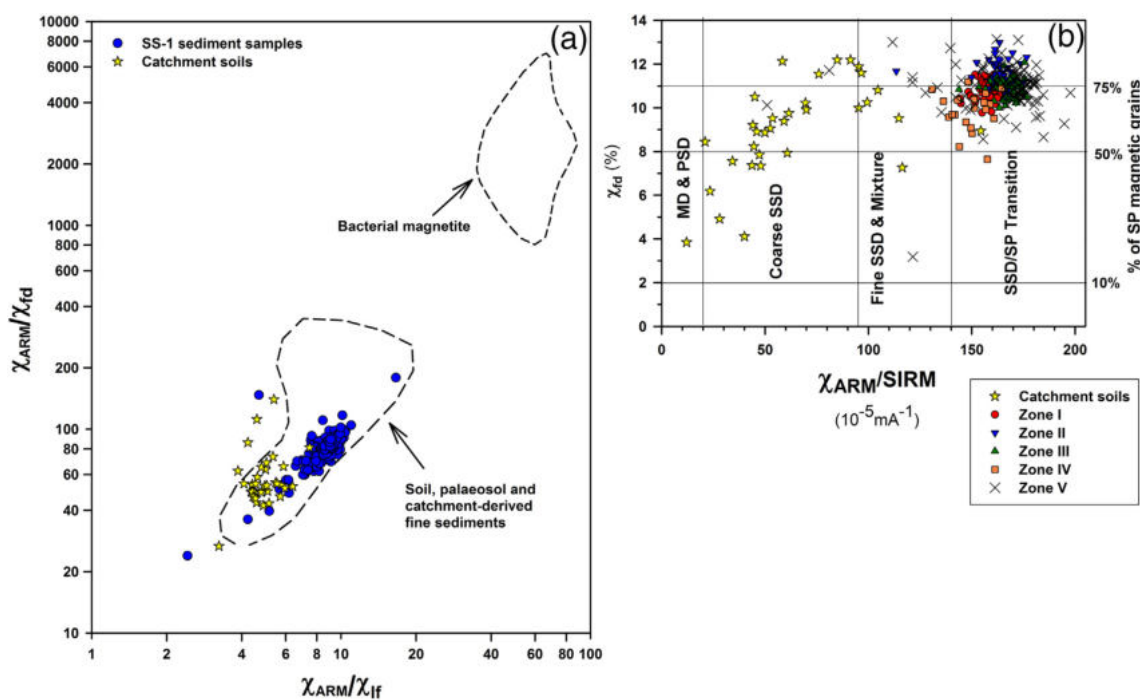 (a)
10000
8000
6000
4000
2000
1000
800
600
400
200
100
80
60
40
20
10
χARM/χfd
SS-1 sediment samples
Catchment soils
Bacterial magnetite
Soil, palaeosol and
catchment-derived
fine sediments
1 2 4 6 8 10 20 40 60 80 100
χARM/χlf
(b)
14
12
10
8
6
4
2
0
χfd (%)
MD & PSD
Coarse SSD
Fine SSD & Mixture
SSD/SP Transition
75%
50%
10%
% of SP magnetic grains
0 50 100 150 200
χARM/SIRM
(10⁻⁵mA⁻¹)
Catchment soils
Zone I
Zone II
Zone III
Zone IV
Zone V